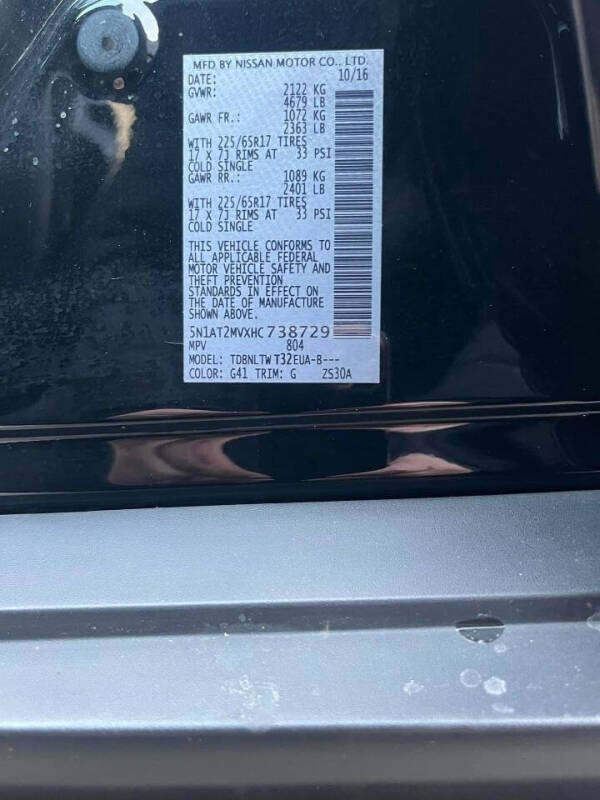 MFD BY NISSAN MOTOR CO., LTD.
DATE: 10/16
GVWR: 2122 KG
4679 LB
GAWR FR.: 1072 KG
2363 LB
WITH 225/65R17 TIRES
17 X 7J RIMS AT 33 PSI
COLD SINGLE
GAWR RR.: 1089 KG
2401 LB
WITH 225/65R17 TIRES
17 X 7J RIMS AT 33 PSI
COLD SINGLE
THIS VEHICLE CONFORMS TO
ALL APPLICABLE FEDERAL
MOTOR VEHICLE SAFETY AND
THEFT PREVENTION
STANDARDS IN EFFECT ON
THE DATE OF MANUFACTURE
SHOWN ABOVE.
5N1AT2MVXHC738729
MPV 804
MODEL: TDBNLTW T32EUA-B---
COLOR: G41 TRIM: G ZS30A